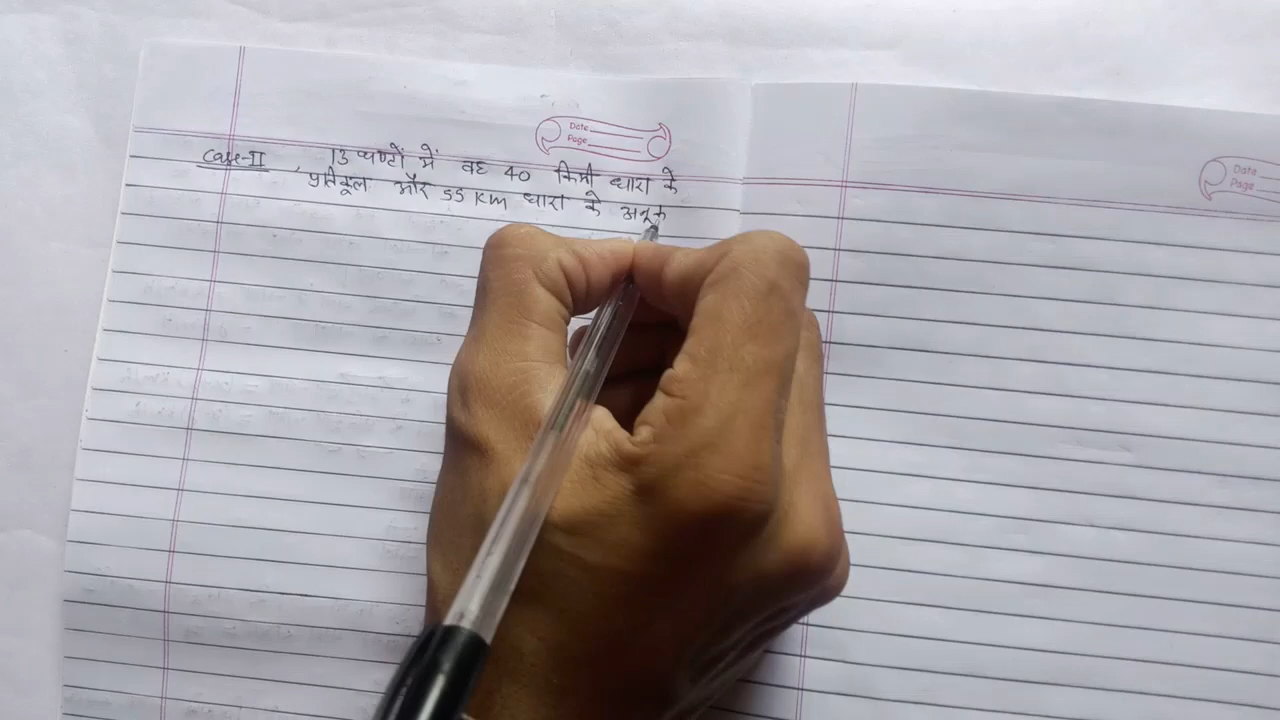 Date
Page
Case-II , 13 घण्टों में वह 40 किमी धारा के
प्रतिकूल और 55 Km धारा के अनुक
Date
Page